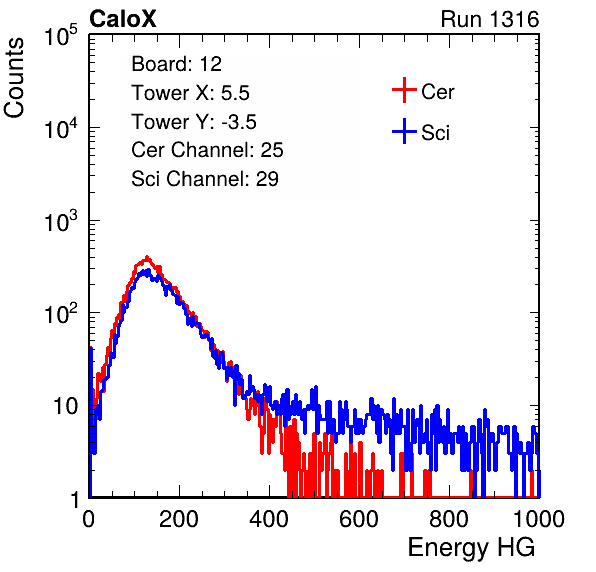 CaloX Run 1316
10^5
Counts
Board: 12
Tower X: 5.5
Tower Y: -3.5
Cer Channel: 25
Sci Channel: 29
Cer
Sci
10^4
10^3
10^2
10
1
0 200 400 600 800 1000
Energy HG